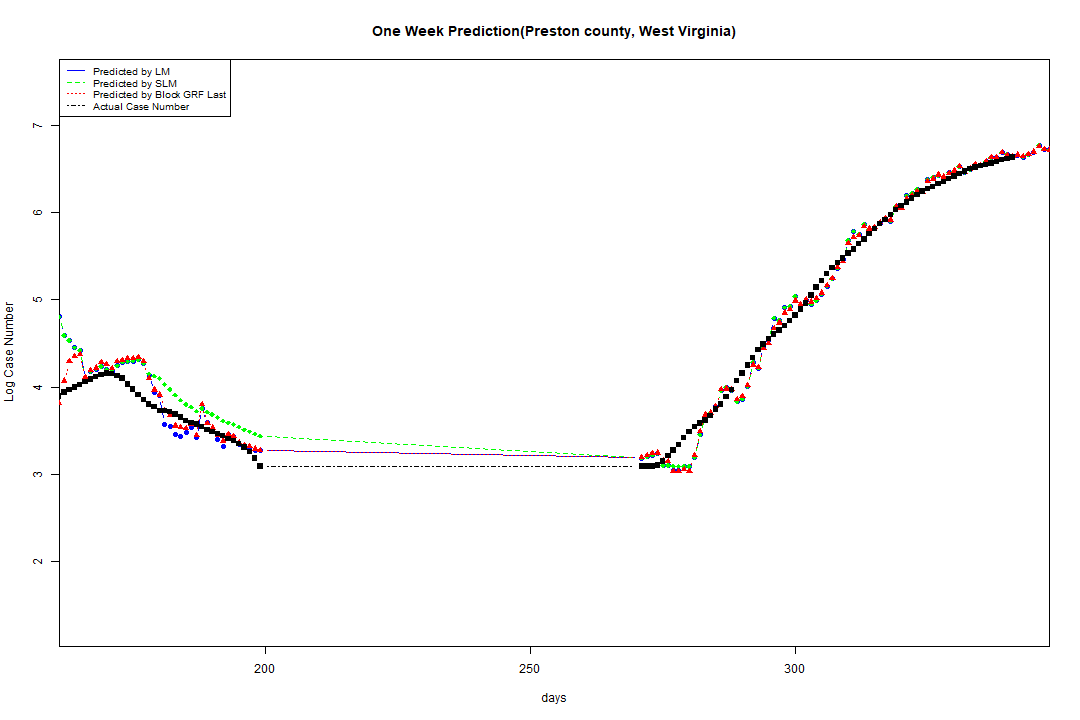 One Week Prediction(Preston county, West Virginia)
Predicted by LM
Predicted by SLM
Predicted by Block GRF Last
Actual Case Number
Log Case Number
7
6
5
4
3
2
200 250 300
days